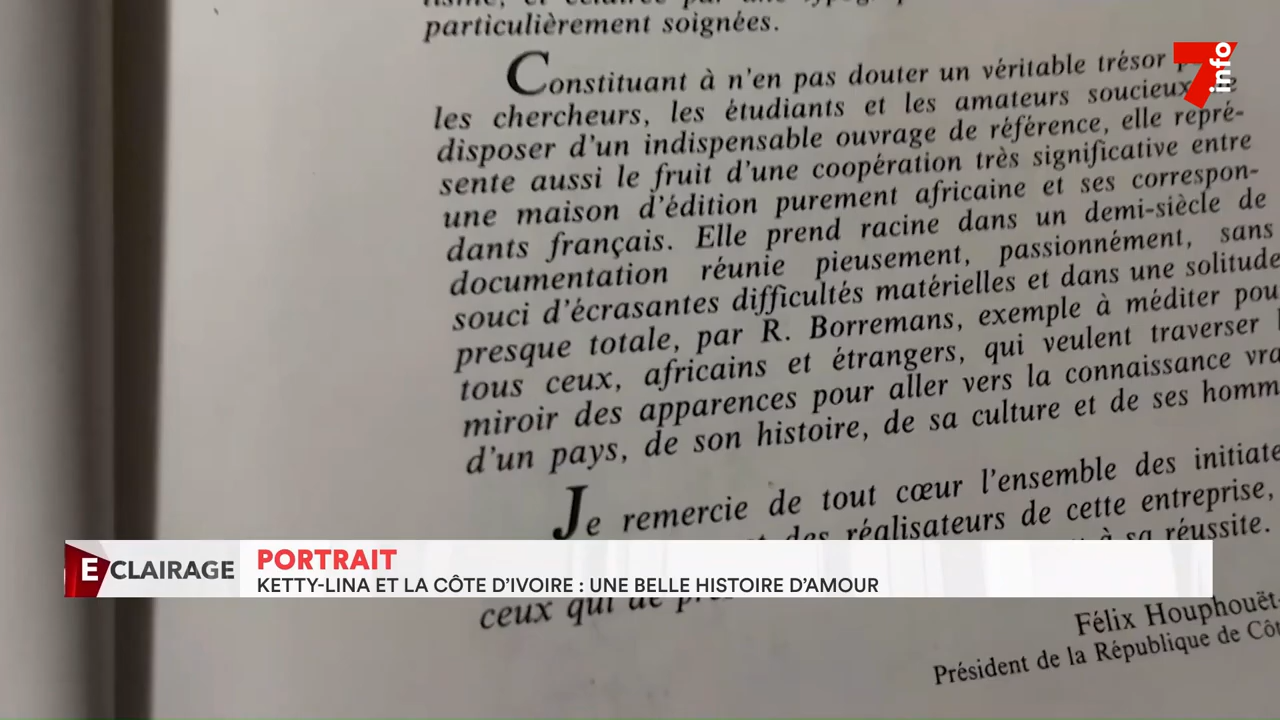 particulièrement soignées.
Constituant à n'en pas douter un véritable trésor
les chercheurs, les étudiants et les amateurs soucieux
disposer d'un indispensable ouvrage de référence, elle repré-
sente aussi le fruit d'une coopération très significative entre
une maison d'édition purement africaine et ses correspon-
dants français. Elle prend racine dans un demi-siècle de
documentation réunie pieusement, passionnément, sans
souci d'écrasantes difficultés matérielles et dans une solitude
presque totale, par R. Borremans, exemple à méditer pou
tous ceux, africains et étrangers, qui veulent traverser
miroir des apparences pour aller vers la connaissance vra
d'un pays, de son histoire, de sa culture et de ses homm
Je remercie de tout cœur l'ensemble des initiate
des réalisateurs de cette entreprise,
à sa réussite.
ceux qui de
Félix Houphouët-
Président de la République de Côt
7 info
ECLAIRAGE
PORTRAIT
KETTY-LINA ET LA CÔTE D'IVOIRE : UNE BELLE HISTOIRE D'AMOUR